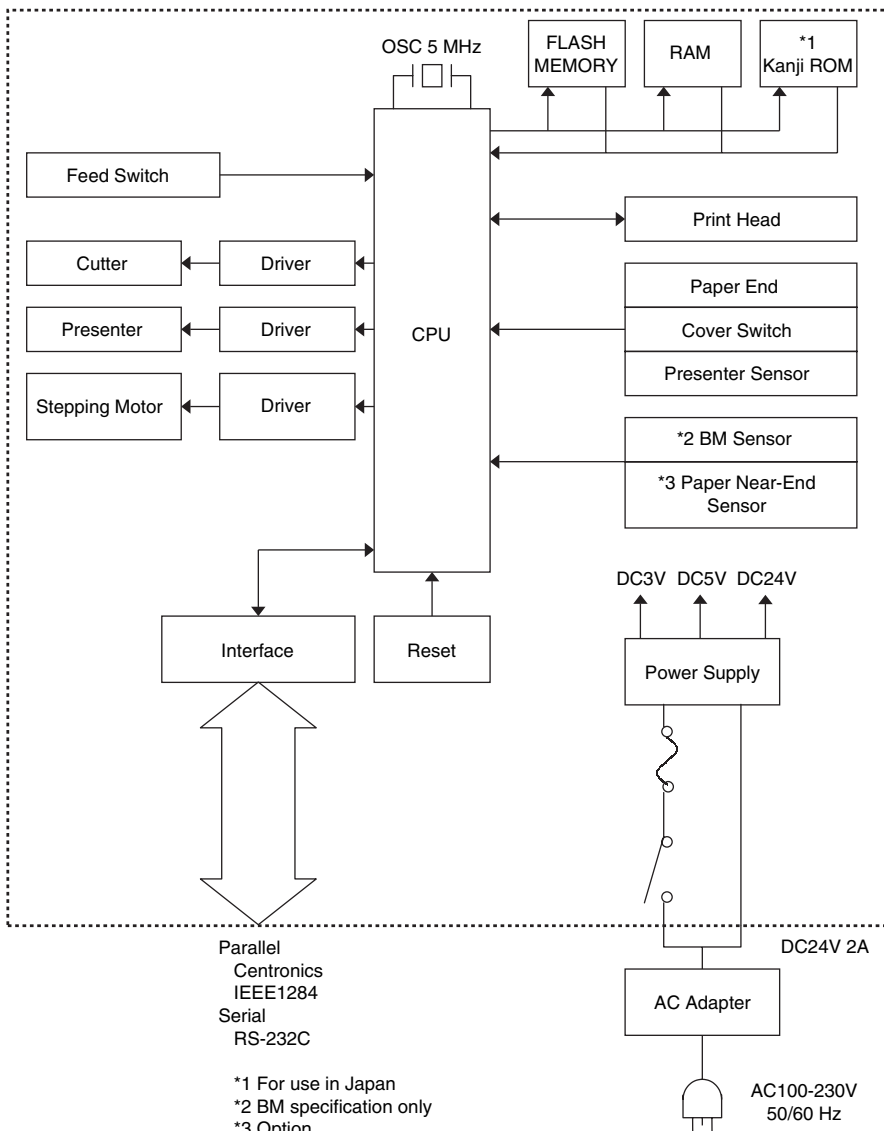 OSC 5 MHz
FLASH
MEMORY
RAM
*1
Kanji ROM
Feed Switch
Print Head
Cutter
Driver
Paper End
Presenter
Driver
CPU
Cover Switch
Presenter Sensor
Stepping Motor
Driver
*2 BM Sensor
*3 Paper Near-End
Sensor
DC3V
DC5V
DC24V
Interface
Reset
Power Supply
DC24V 2A
Parallel
Centronics
IEEE1284
Serial
RS-232C
AC Adapter
*1 For use in Japan
*2 BM specification only
*3 Option
AC100-230V
50/60 Hz